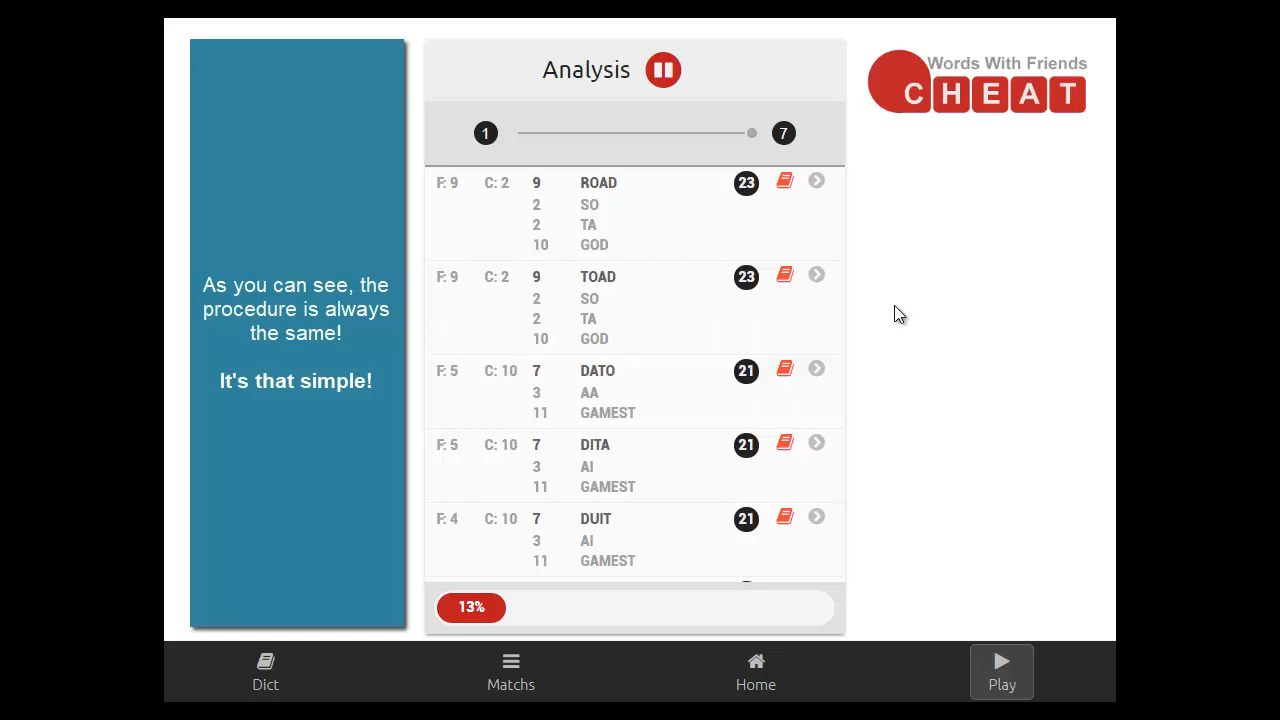 As you can see, the
procedure is always
the same!
It's that simple!
Analysis
1 7
F: 9 C: 2 9 ROAD 23
2 SO
2 TA
10 GOD
F: 9 C: 2 9 TOAD 23
2 SO
2 TA
10 GOD
F: 5 C: 10 7 DATO 21
3 AA
11 GAMEST
F: 5 C: 10 7 DITA 21
3 AI
11 GAMEST
F: 4 C: 10 7 DUIT 21
3 AI
11 GAMEST
13%
Words With Friends
CHEAT
Dict Matchs Home Play